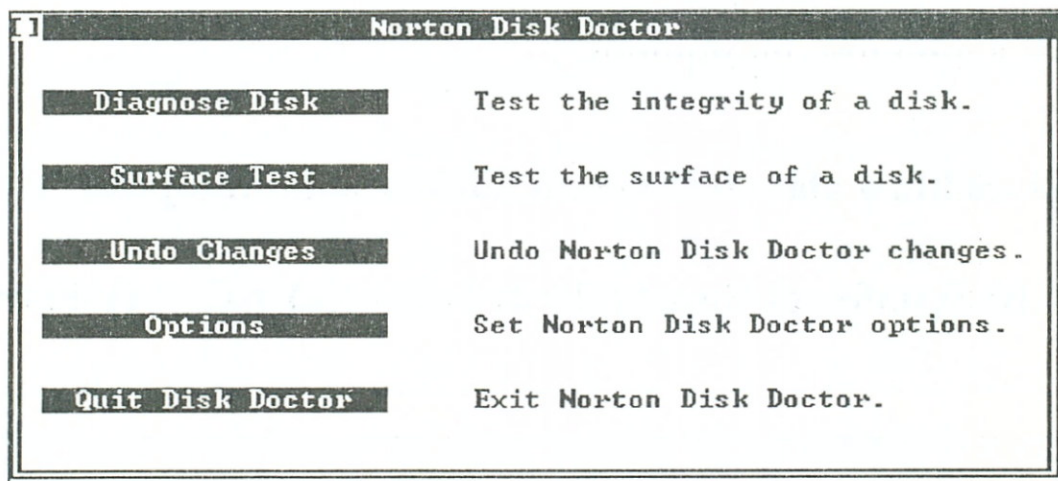 [ ] Norton Disk Doctor
Diagnose Disk Test the integrity of a disk.
Surface Test Test the surface of a disk.
Undo Changes Undo Norton Disk Doctor changes.
Options Set Norton Disk Doctor options.
Quit Disk Doctor Exit Norton Disk Doctor.